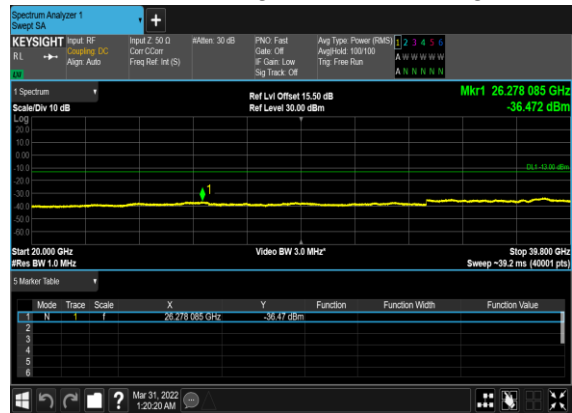 Spectrum Analyzer 1
Swept SA
+
KEYSIGHT Input: RF Input Z: 50 Ω #Atten: 30 dB PNO: Fast Avg Type: Power (RMS) 1 2 3 4 5 6
RL Coupling: DC Corr CCorr Gate: Off Avg|Hold: 100/100 A W W W W W
Align: Auto Freq Ref: Int (S) IF Gain: Low Trig: Free Run
Sig Track: Off A N N N N N
1 Spectrum Ref Lvl Offset 15.50 dB Mkr1 26.278 085 GHz
Scale/Div 10 dB Ref Level 30.00 dBm -36.472 dBm
Log
20.0
10.0
0.00
-10.0
DL1 -13.00 dBm
-20.0
-30.0
1
-40.0
-50.0
-60.0
Start 20.000 GHz Video BW 3.0 MHz* Stop 39.800 GHz
#Res BW 1.0 MHz Sweep ~39.2 ms (40001 pts)
5 Marker Table
Mode Trace Scale X Y Function Function Width Function Value
1 N 1 f 26.278 085 GHz -36.47 dBm
2
3
4
5
6
? Mar 31, 2022
1:20:20 AM